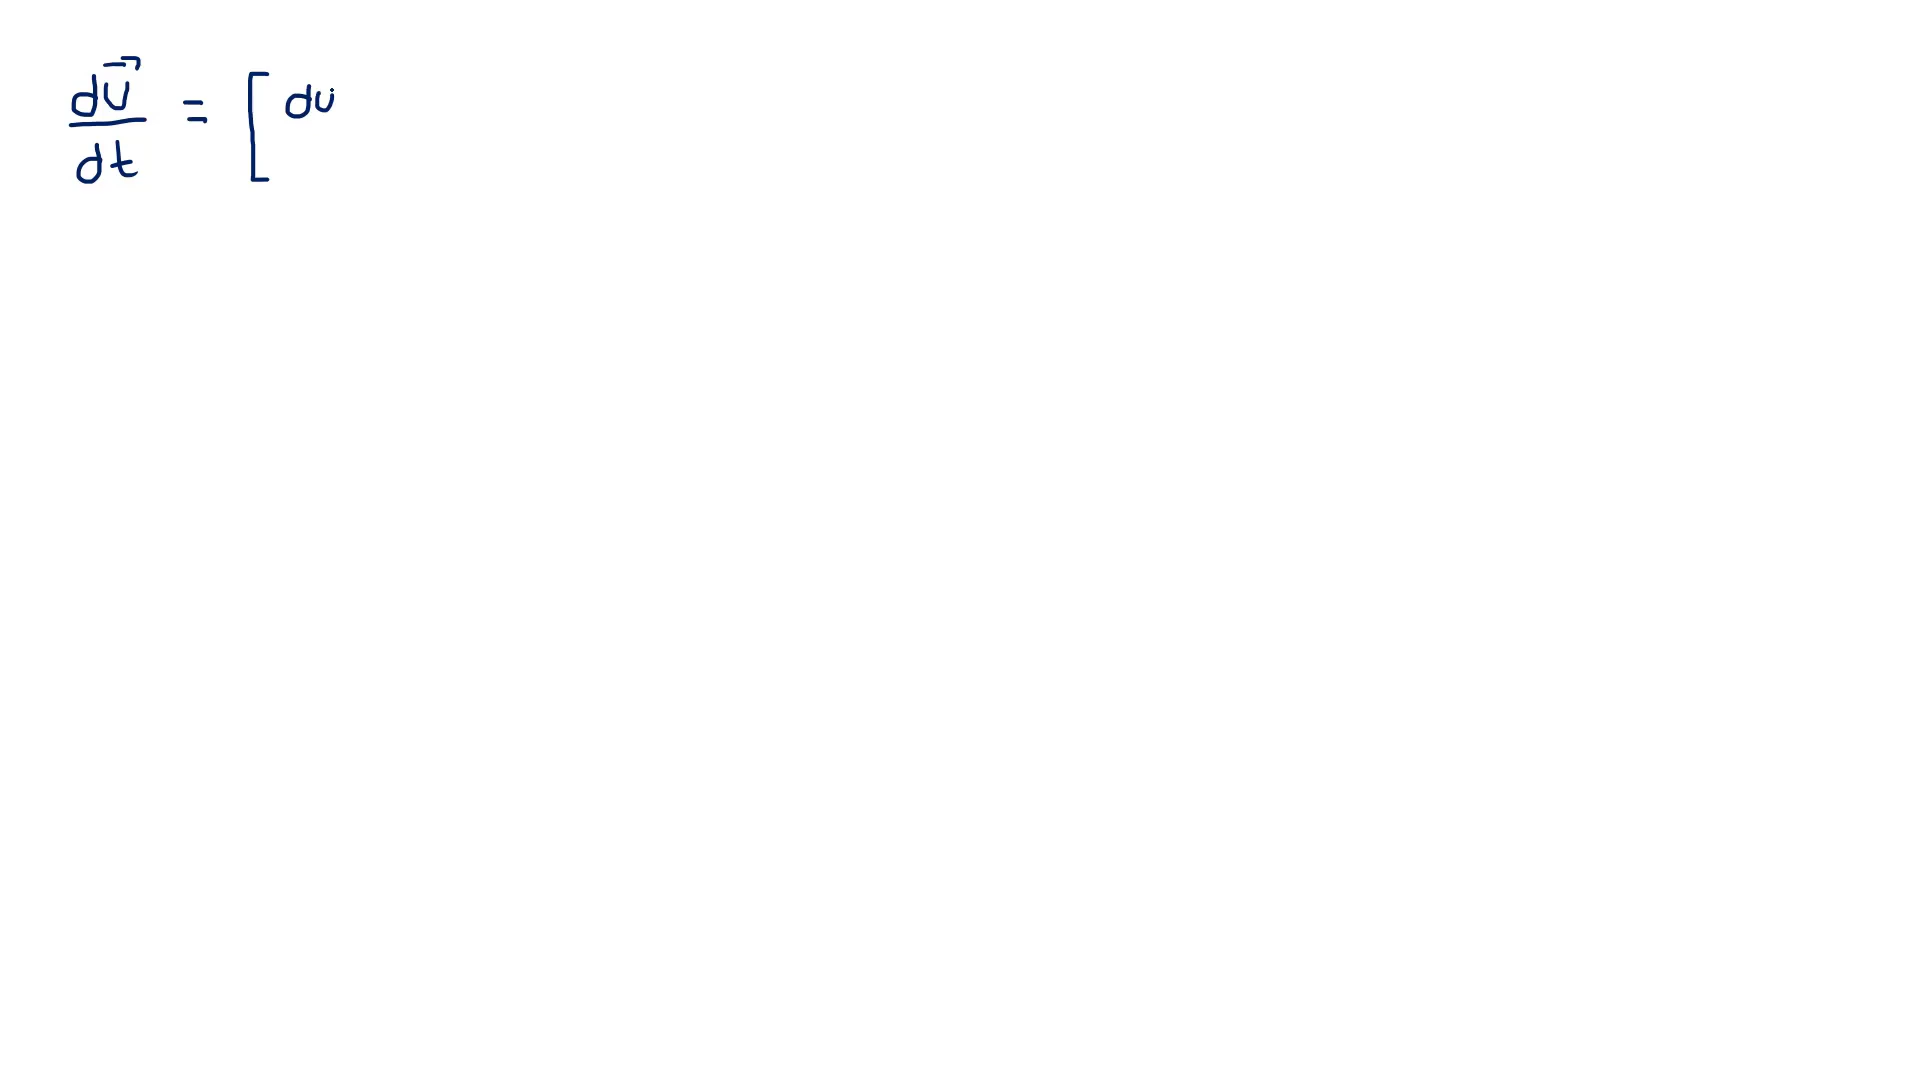 dv⃗/dt = [ dv